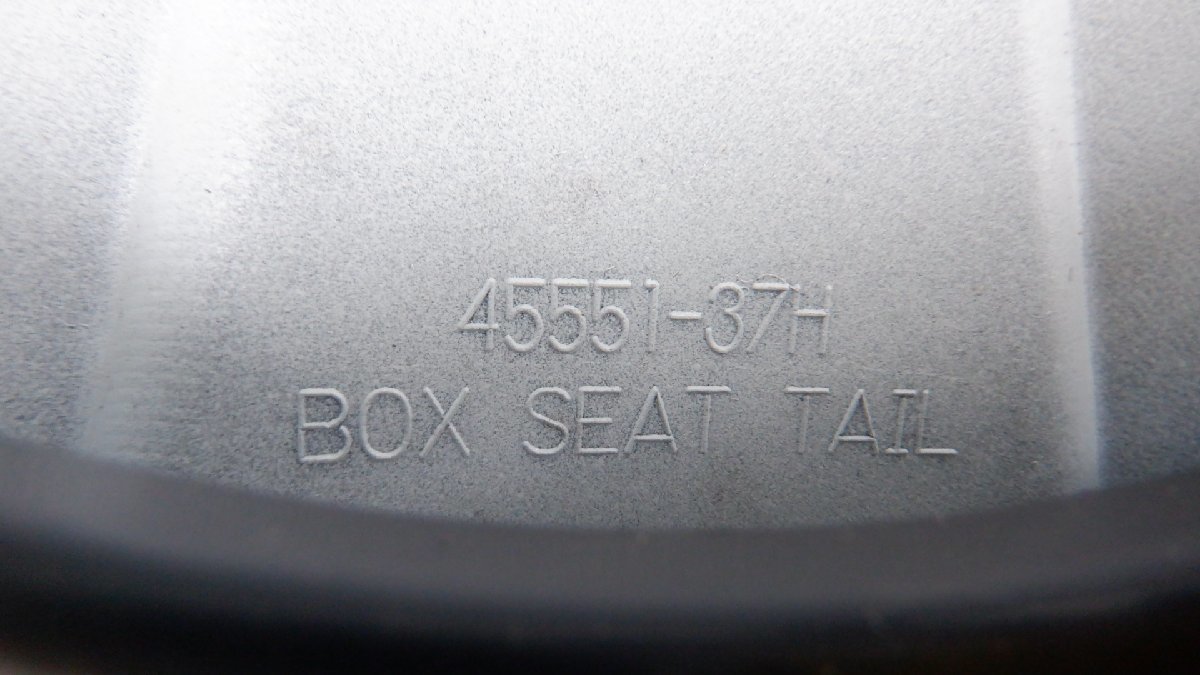 45551-37H
BOX SEAT TAIL